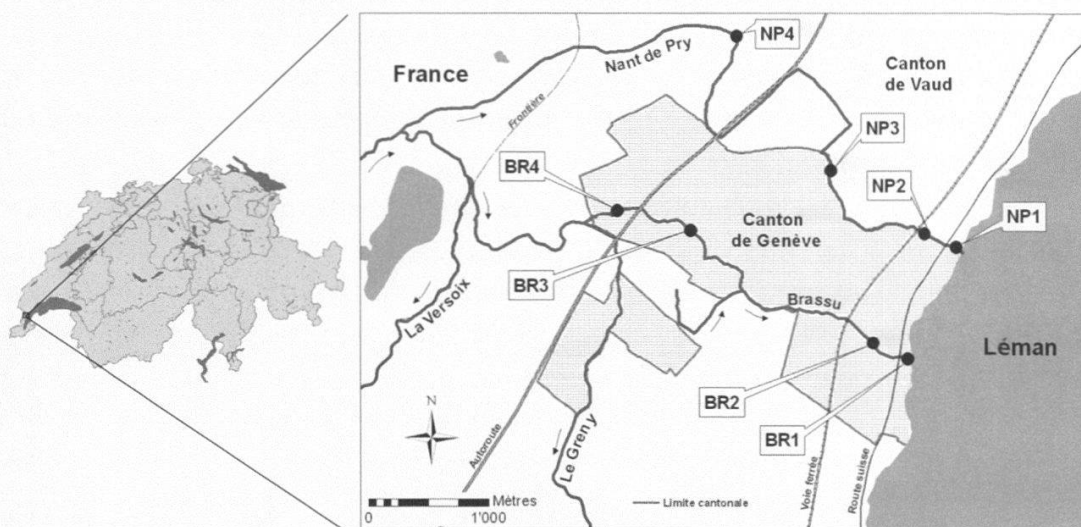 NP4
Nant de Pry
Canton
de Vaud
France
Frontière
NP3
BR4
NP2
NP1
Canton
de Genève
BR3
La Versoix
Brassu
Léman
BR2
N
BR1
Autoroute
Le Greny
Voie ferrée
Route suisse
Mètres
0
1'000
Limite cantonale